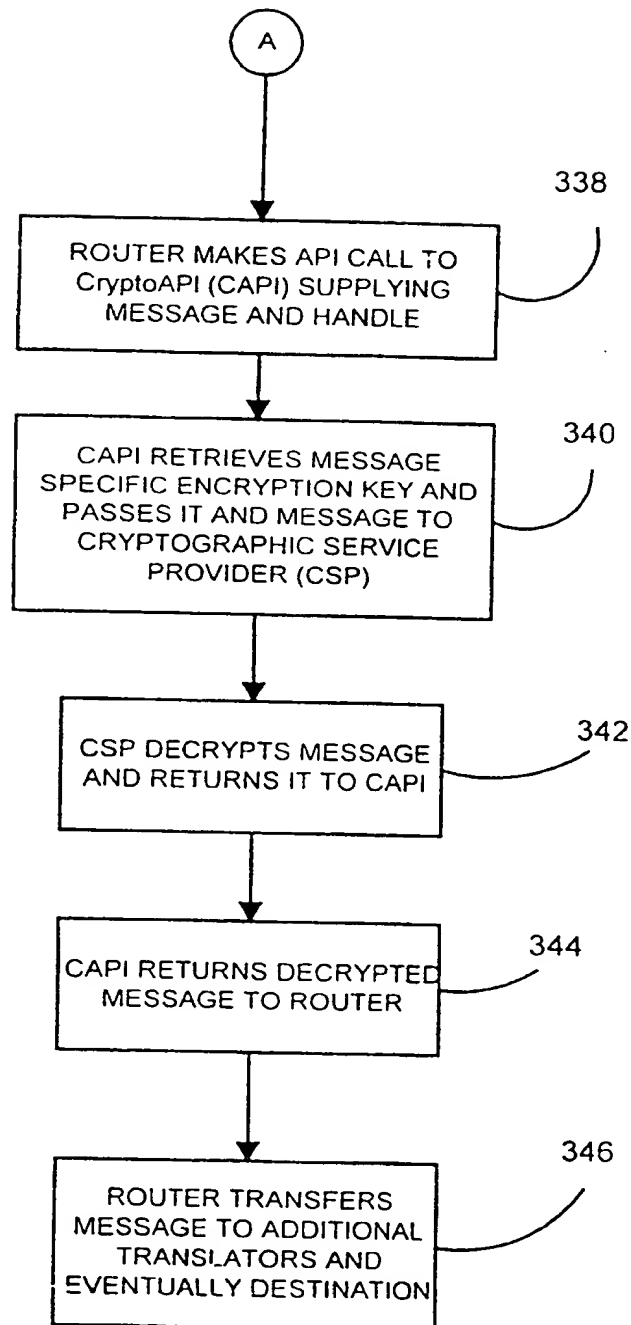 A
338
ROUTER MAKES API CALL TO
CryptoAPI (CAPI) SUPPLYING
MESSAGE AND HANDLE
340
CAPI RETRIEVES MESSAGE
SPECIFIC ENCRYPTION KEY AND
PASSES IT AND MESSAGE TO
CRYPTOGRAPHIC SERVICE
PROVIDER (CSP)
342
CSP DECRYPTS MESSAGE
AND RETURNS IT TO CAPI
344
CAPI RETURNS DECRYPTED
MESSAGE TO ROUTER
346
ROUTER TRANSFERS
MESSAGE TO ADDITIONAL
TRANSLATORS AND
EVENTUALLY DESTINATION